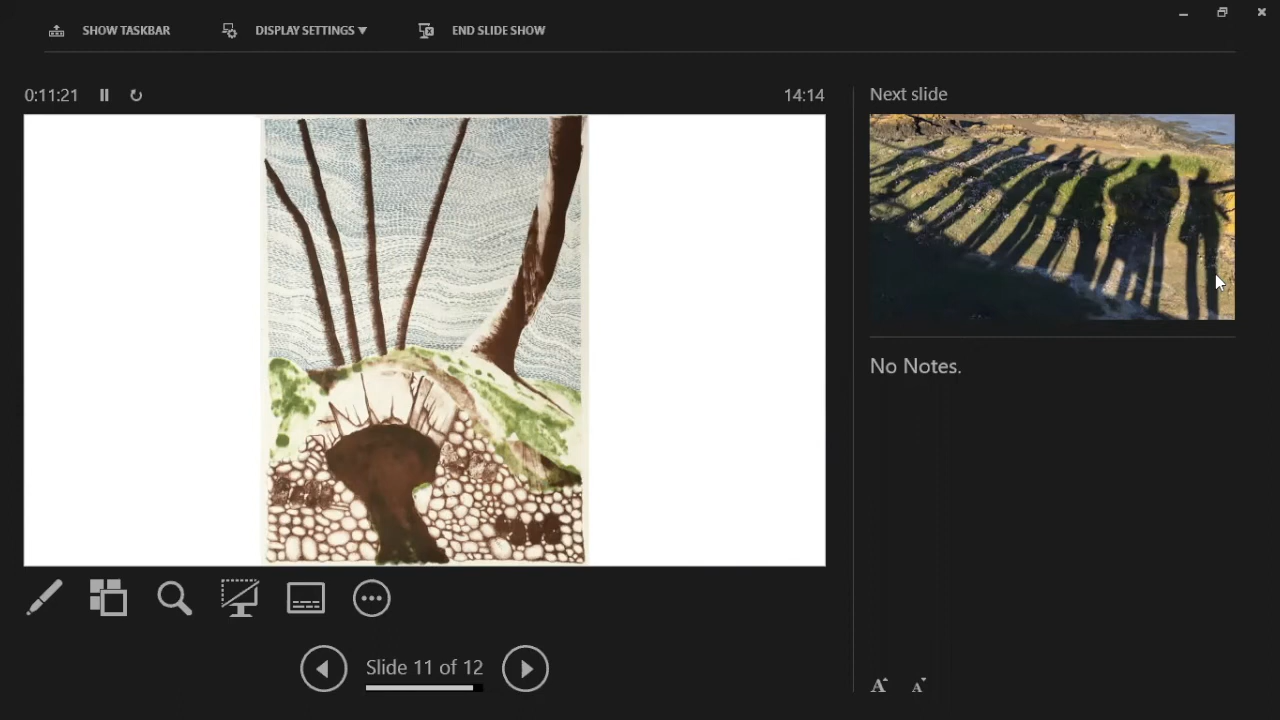 SHOW TASKBAR
DISPLAY SETTINGS ▼
END SLIDE SHOW
0:11:21
14:14
Next slide
No Notes.
Slide 11 of 12
A A